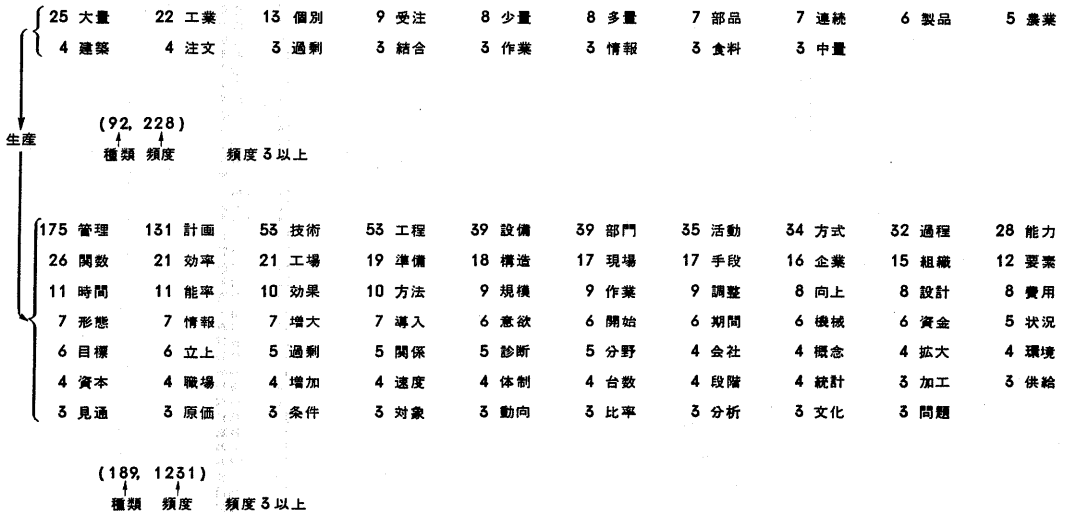 25 大量 22 工業 13 個別 9 受注 8 少量 8 多量 7 部品 7 連続 6 製品 5 農業
4 建築 4 注文 3 過剰 3 結合 3 作業 3 情報 3 食料 3 中量
(92, 228)
生産
種類 頻度 頻度3以上
175 管理 131 計画 53 技術 53 工程 39 設備 39 部門 35 活動 34 方式 32 過程 28 能力
26 関数 21 効率 21 工場 19 準備 18 構造 17 現場 17 手段 16 企業 15 組織 12 要素
11 時間 11 能率 10 効果 10 方法 9 規模 9 作業 9 調整 8 向上 8 設計 8 費用
7 形態 7 情報 7 増大 7 導入 6 意欲 6 開始 6 期間 6 機械 6 資金 5 状況
6 目標 6 立上 5 過剰 5 関係 5 診断 5 分野 4 会社 4 概念 4 拡大 4 環境
4 資本 4 職場 4 増加 4 速度 4 体制 4 台数 4 段階 4 統計 3 加工 3 供給
3 見通 3 原価 3 条件 3 対象 3 動向 3 比率 3 分析 3 文化 3 問題
(189, 1231)
種類 頻度 頻度3以上